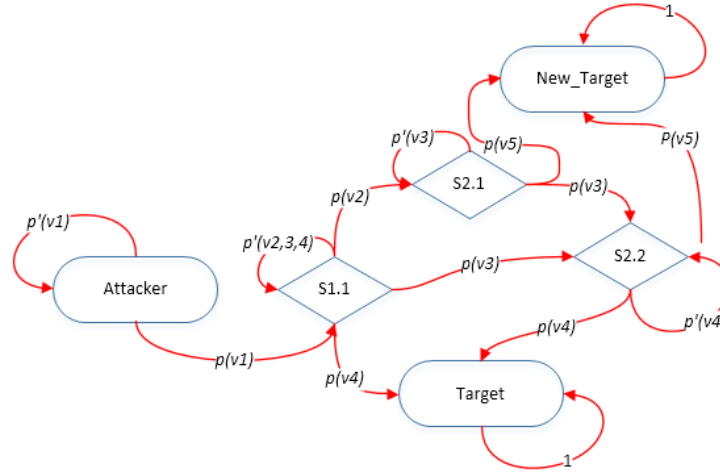 1
New_Target
p'(v3)
p(v5)
P(v5)
S2.1
p(v2)
p(v3)
p'(v1)
p'(v2,3,4)
S2.2
p(v3)
Attacker
S1.1
p(v4)
p'(v4
p(v1)
p(v4)
Target
1